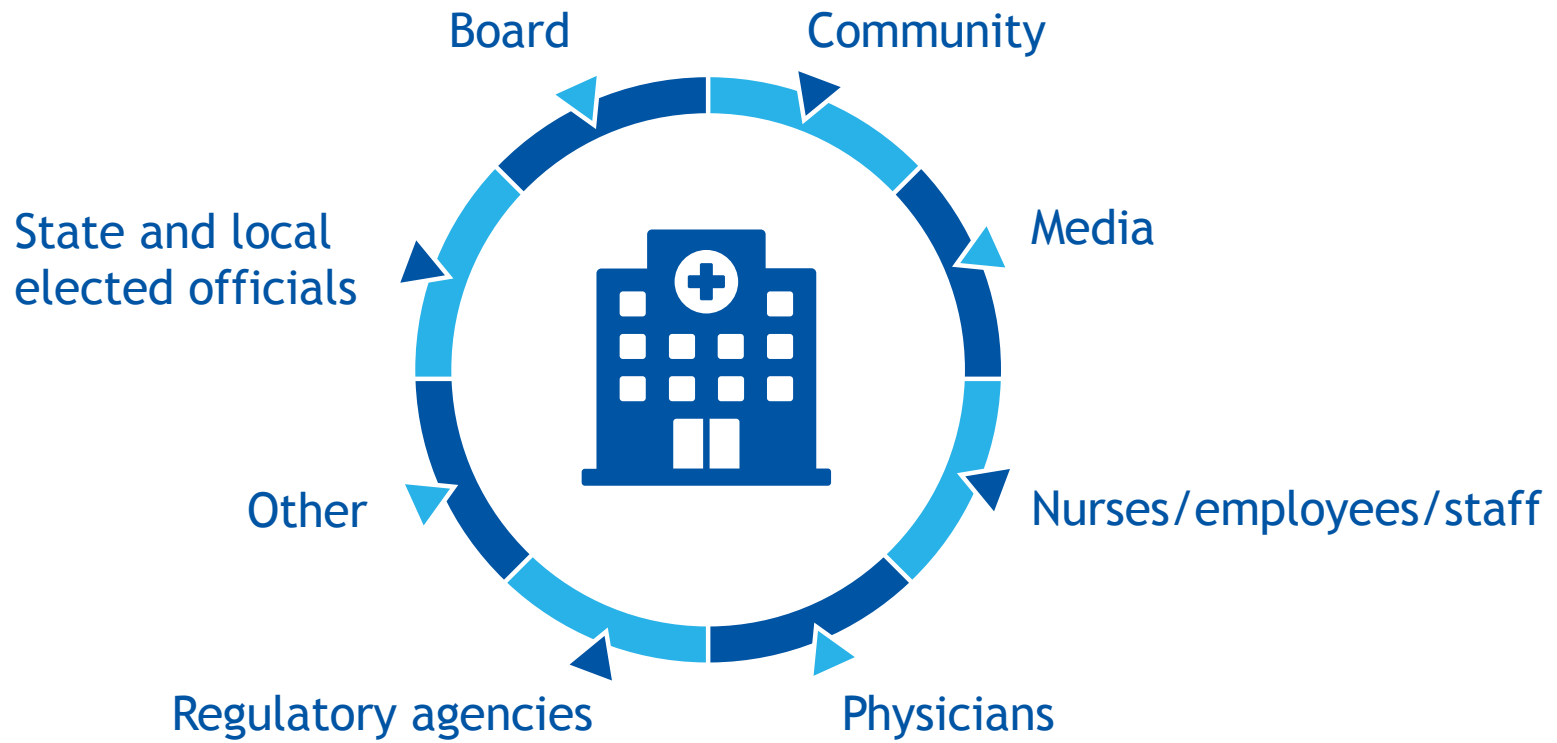 Board
Community
State and local
elected officials
Media
Other
Nurses/employees/staff
Regulatory agencies
Physicians